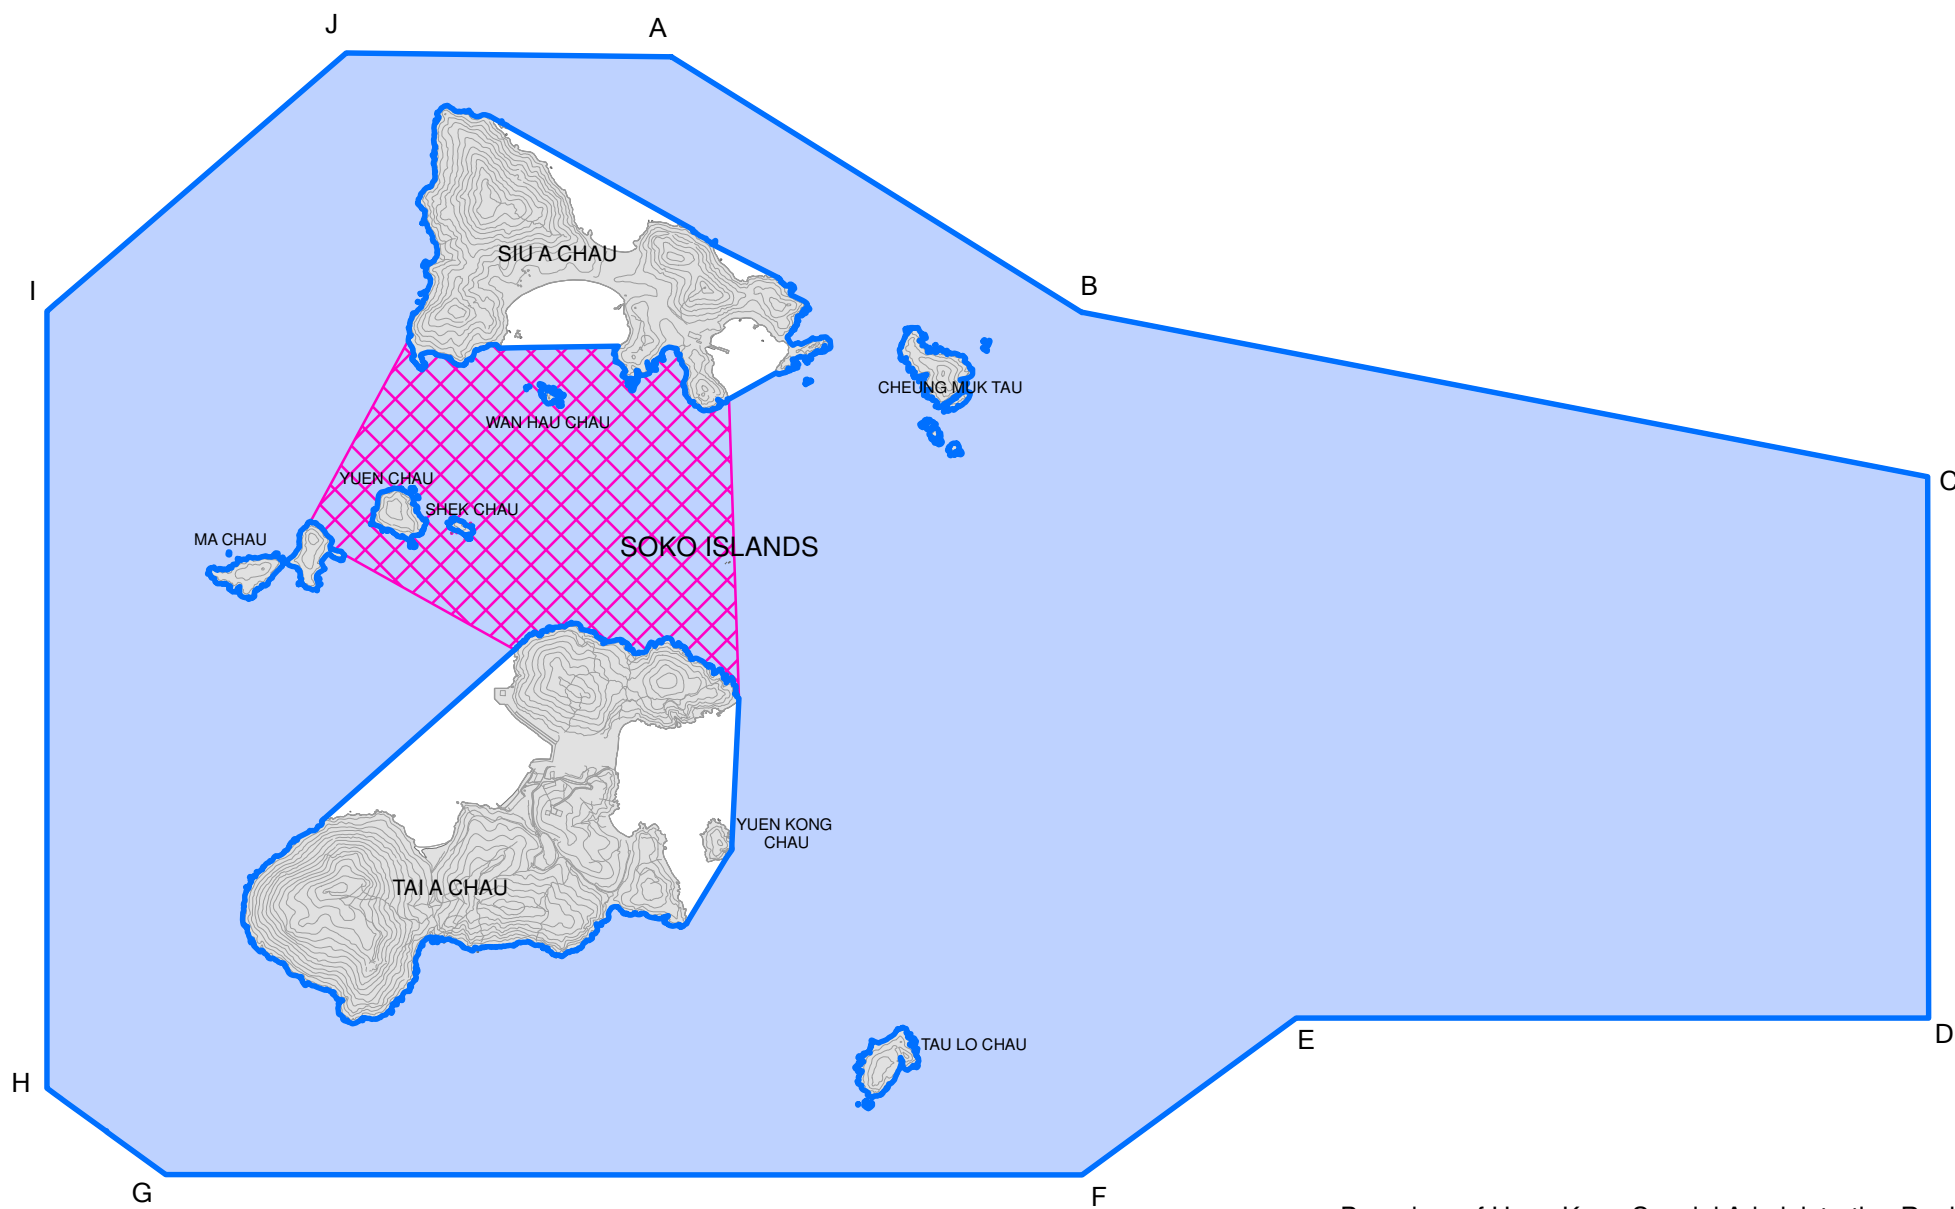 J
A
SIU A CHAU
I
B
CHEUNG MUK TAU
WAN HAU CHAU
YUEN CHAU
C
SHEK CHAU
MA CHAU
SOKO ISLANDS
YUEN KONG
CHAU
TAI A CHAU
D
E
TAU LO CHAU
H
G
F